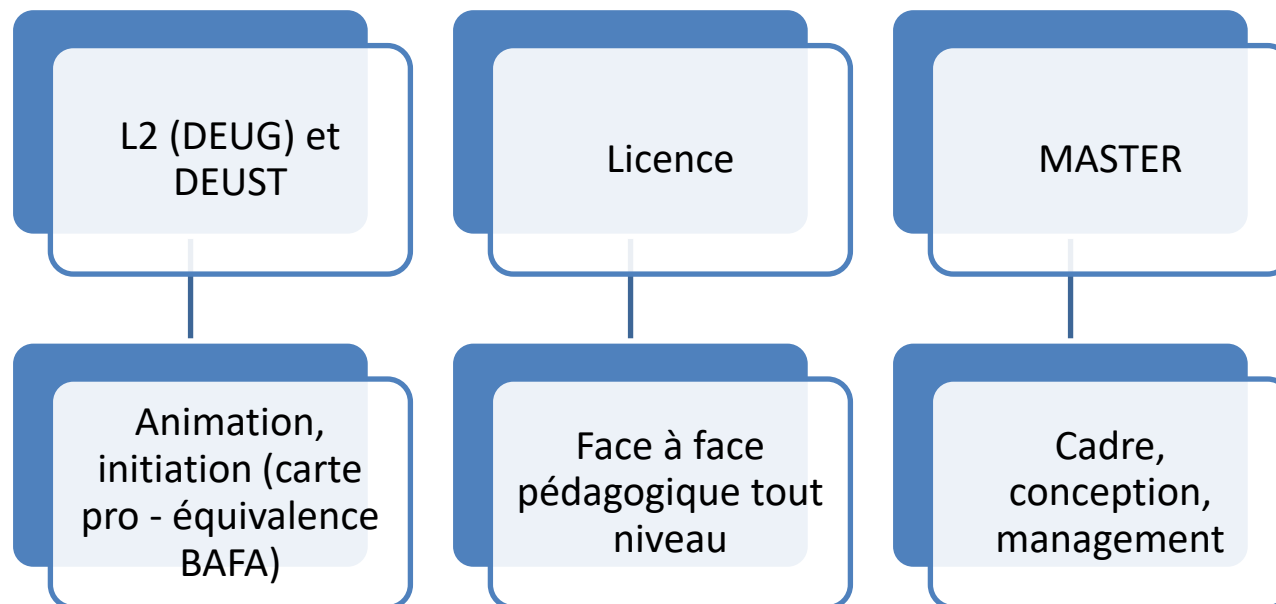 L2 (DEUG) et
DEUST
Licence
MASTER
Animation,
initiation (carte
pro - équivalence
BAFA)
Face à face
pédagogique tout
niveau
Cadre,
conception,
management